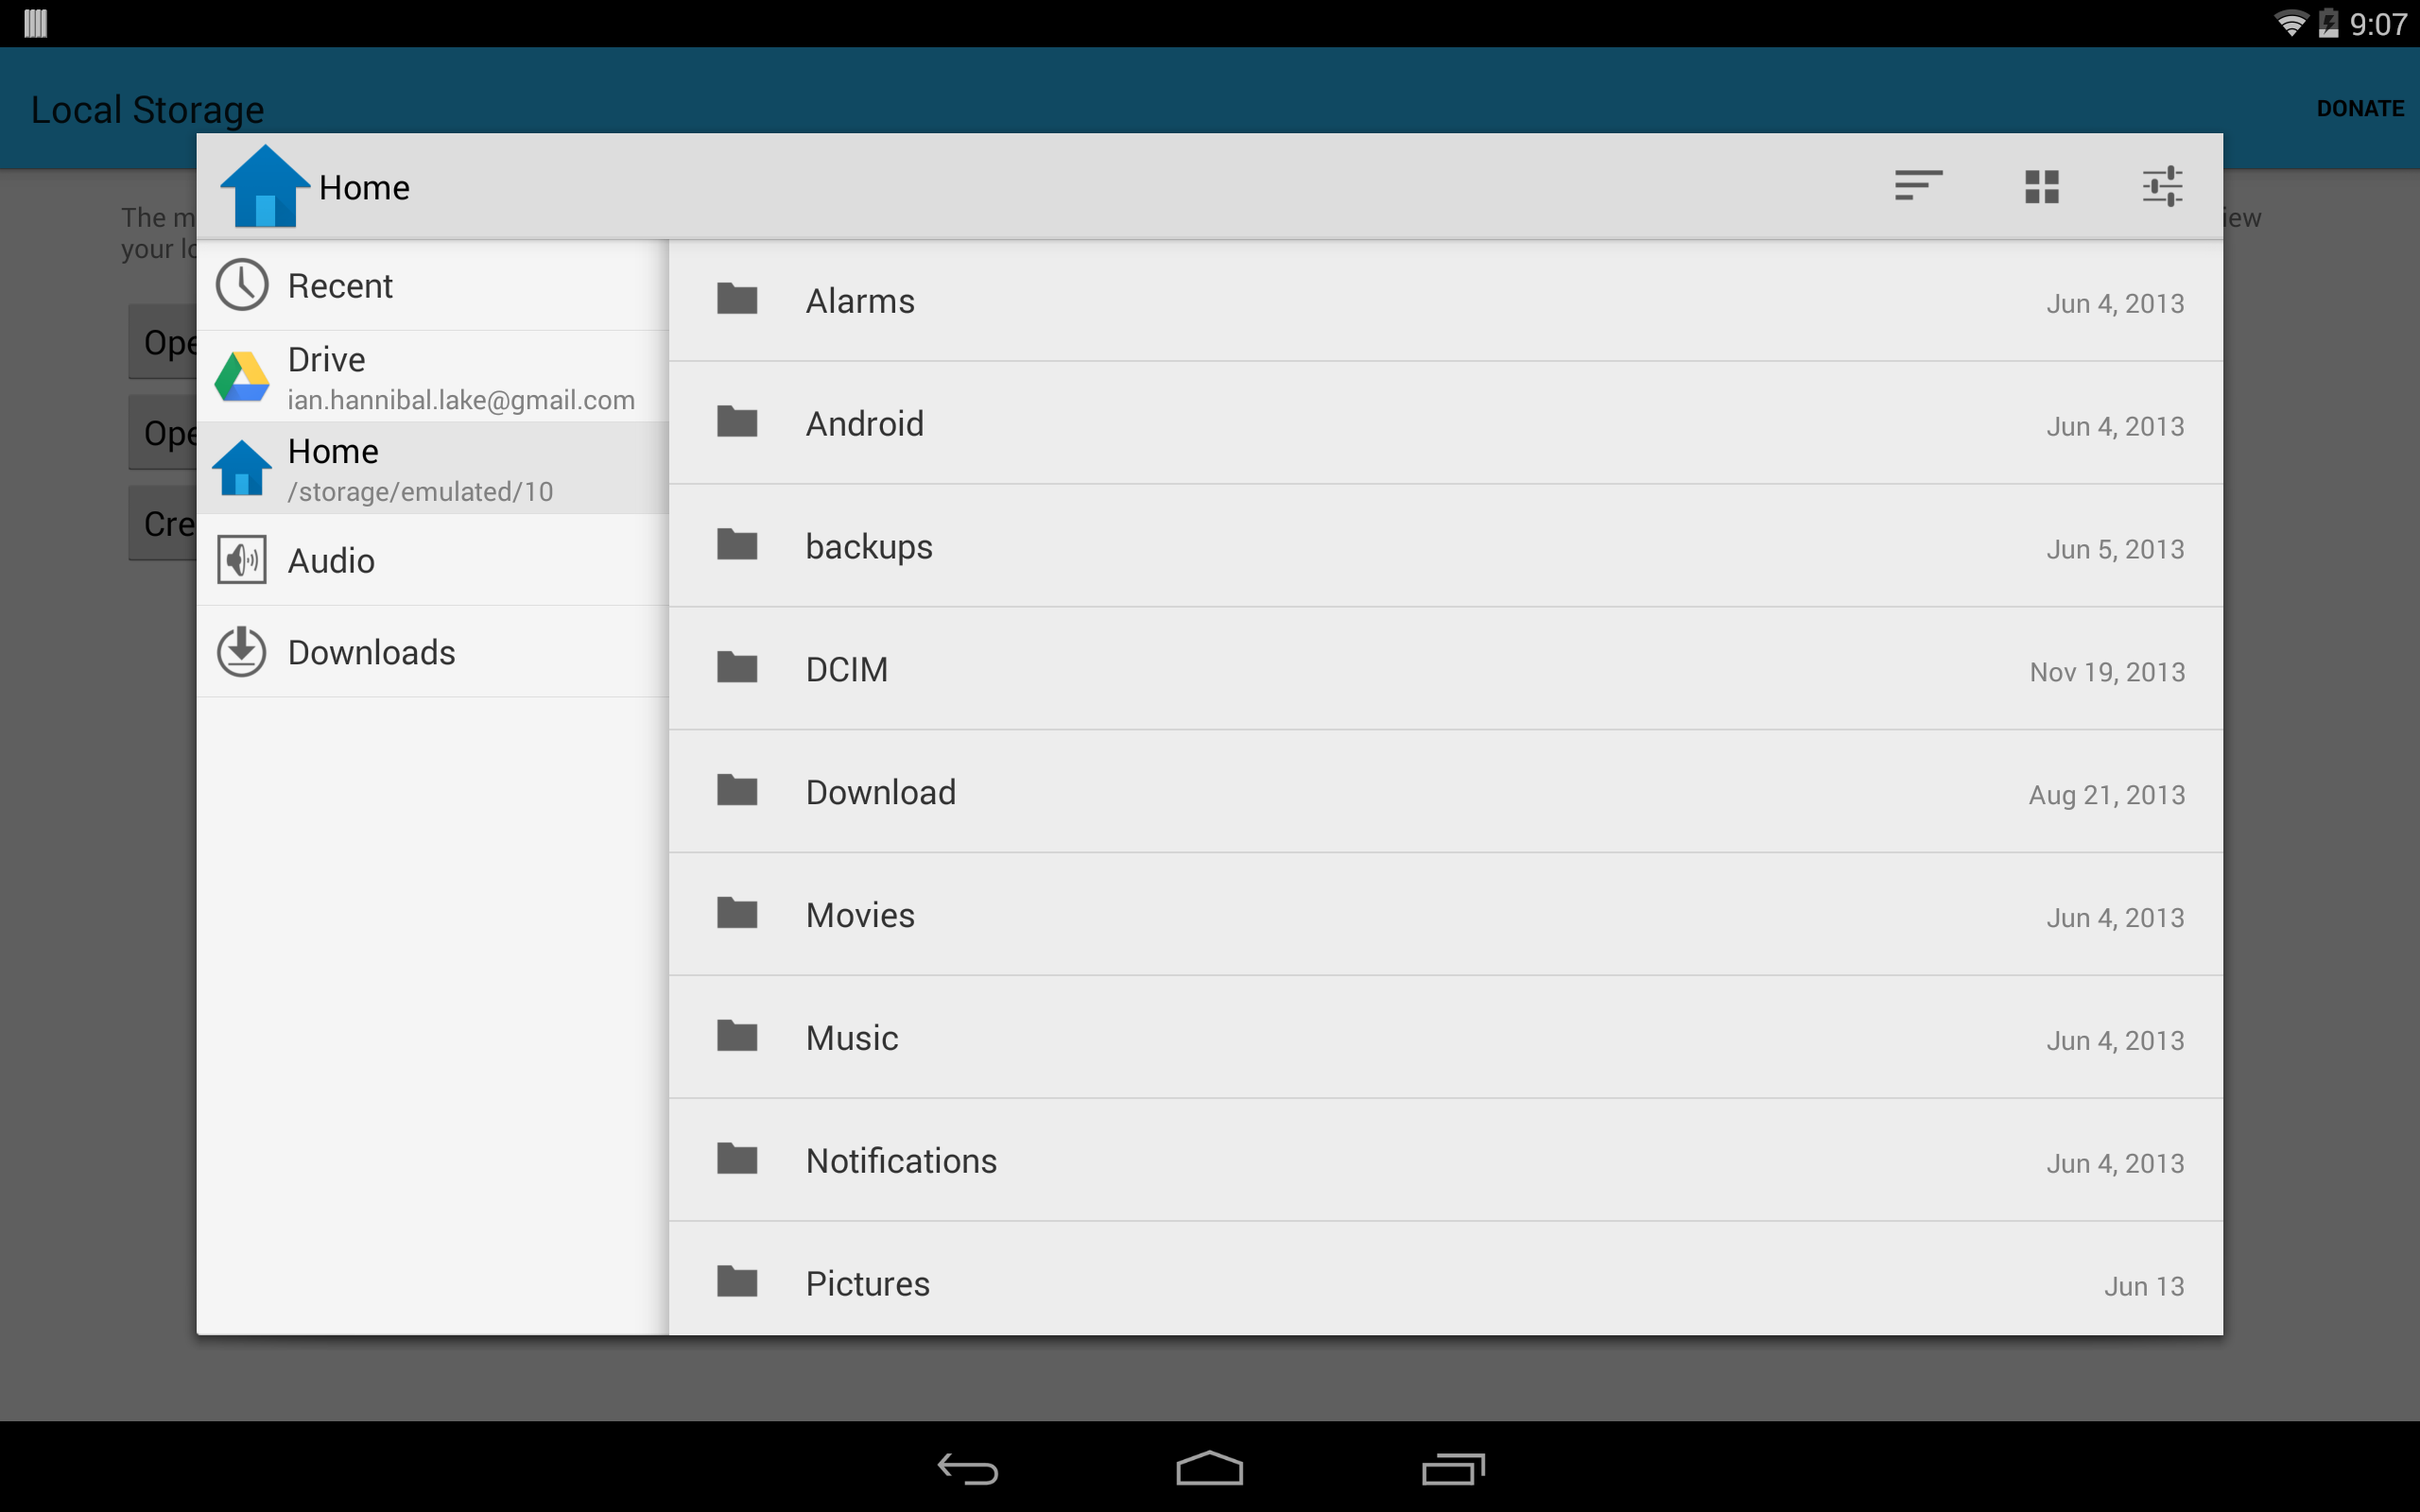 9:07
Local Storage
DONATE
Home
The m
iew
your lo
Recent
Drive
ian.hannibal.lake@gmail.com
Home
/storage/emulated/10
Audio
Downloads
Ope
Ope
Cre
Alarms Jun 4, 2013
Android Jun 4, 2013
backups Jun 5, 2013
DCIM Nov 19, 2013
Download Aug 21, 2013
Movies Jun 4, 2013
Music Jun 4, 2013
Notifications Jun 4, 2013
Pictures Jun 13